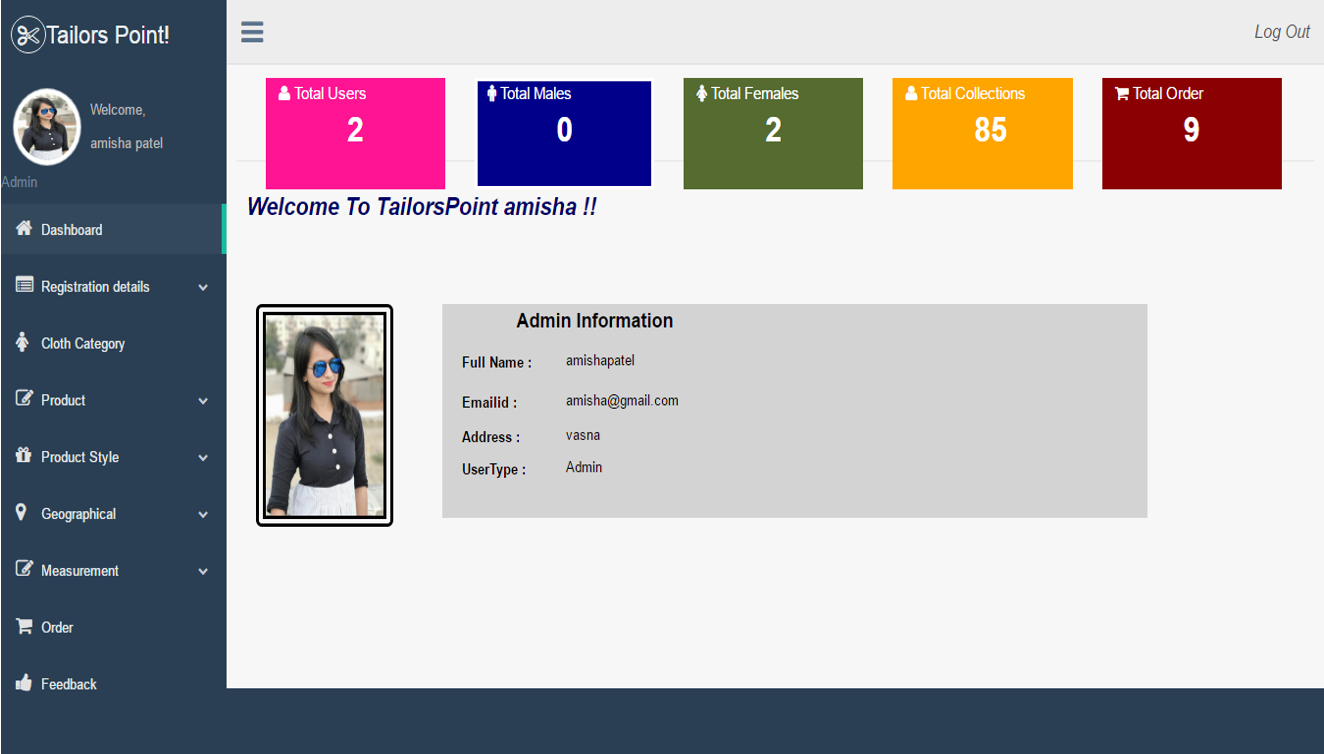 Tailors Point!
Log Out
Welcome,
amisha patel
Admin
Dashboard
Registration details
Cloth Category
Product
Product Style
Geographical
Measurement
Order
Feedback
Total Users
2
Total Males
0
Total Females
2
Total Collections
85
Total Order
9
Welcome To TailorsPoint amisha !!
Admin Information
Full Name : amishapatel
Emailid : amisha@gmail.com
Address : vasna
UserType : Admin